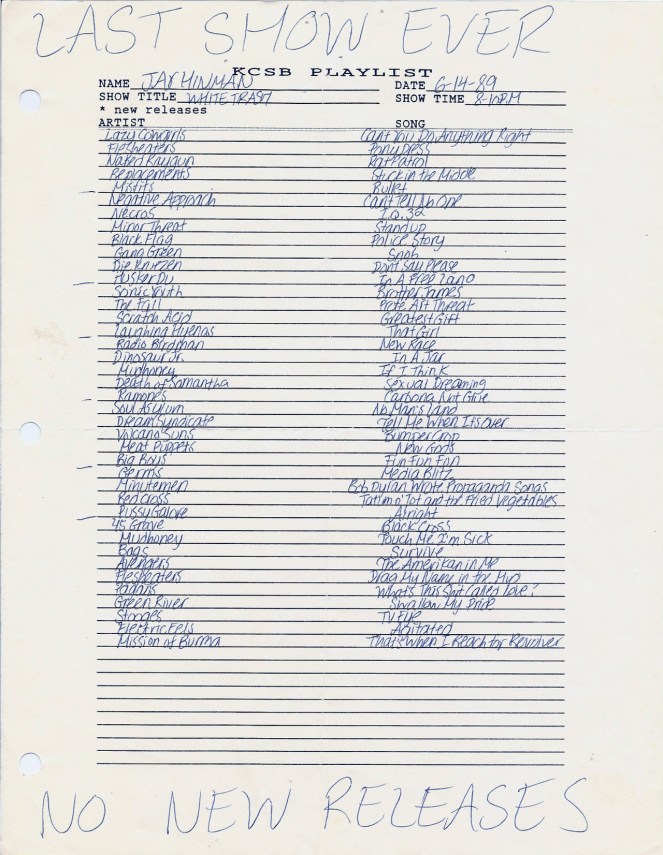 LAST SHOW EVER
KCSB PLAYLIST
NAME JAY HINMAN DATE 6-14-89
SHOW TITLE WHITE TRASH SHOW TIME 8-10PM
* new releases
ARTIST SONG
Lazy Cowgirls Can't You Do Anything Right
Flesheaters Pony Dress
Naked Raygun Rat Patrol
Replacements Stuck in the Middle
Misfits Bullet
Negative Approach Can't Tell No One
Necros I.Q. 32
Minor Threat Stand up
Black Flag Police Story
Gang Green Snob
Die Kreuzen Don't Say Please
Husker Du In A Free Land
Sonic Youth Brother James
The Fall Prole Art Threat
Scratch Acid Greatest Gift
Laughing Hyenas That Girl
Radio Birdman New Race
Dinosaur Jr. In A Jar
Mudhoney If I Think
Death of Samantha Sexual Dreaming
Ramones Carbona Not Glue
Soul Asylum No Man's Land
Dream Syndicate Tell Me When It's Over
Volcano Suns Bumper Crop
Meat Puppets New Gods
Big Boys Fun Fun Fun
Germs Media Blitz
Minutemen Bob Dylan Wrote Propaganda Songs
Redcross and the Fried Vegetables
Pussy Galore Alright
45 Grave Black Cross
Mudhoney Touch Me I'm Sick
Bags Survive
Avengers The Amerikan in Me
Flesheaters Drag My Name in the Mud
Pagans What's This Shit Called Love?
Green River Swallow My Pride
Stooges TV Eye
Electric Eels Agitated
Mission of Burma That's When I Reach for Revolver
NO NEW RELEASES